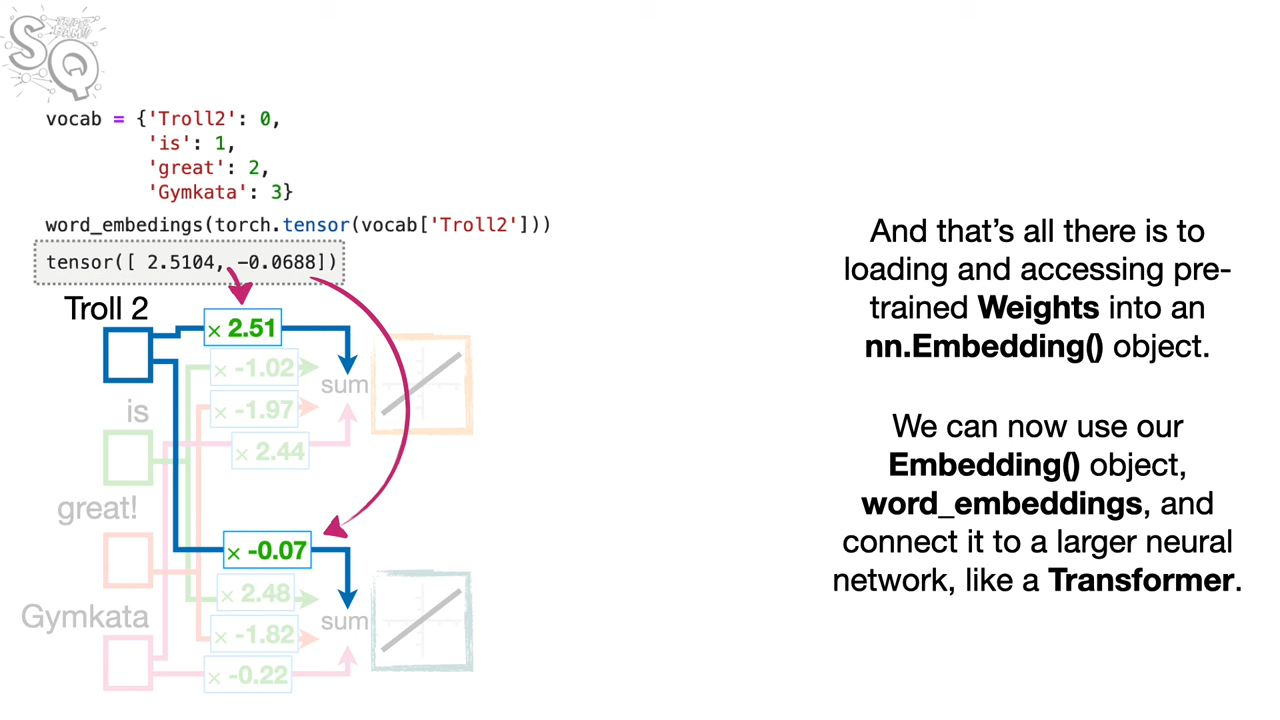 SQ
TRIPLE
BAM!!
vocab = {'Troll2': 0,
'is': 1,
'great': 2,
'Gymkata': 3}
word_embedings(torch.tensor(vocab['Troll2']))
tensor([ 2.5104, -0.0688])
Troll 2
× 2.51
× -1.02
sum
is
× -1.97
× 2.44
great!
× -0.07
× 2.48
Gymkata
sum
× -1.82
× -0.22
And that’s all there is to
loading and accessing pre-
trained Weights into an
nn.Embedding() object.
We can now use our
Embedding() object,
word_embeddings, and
connect it to a larger neural
network, like a Transformer.